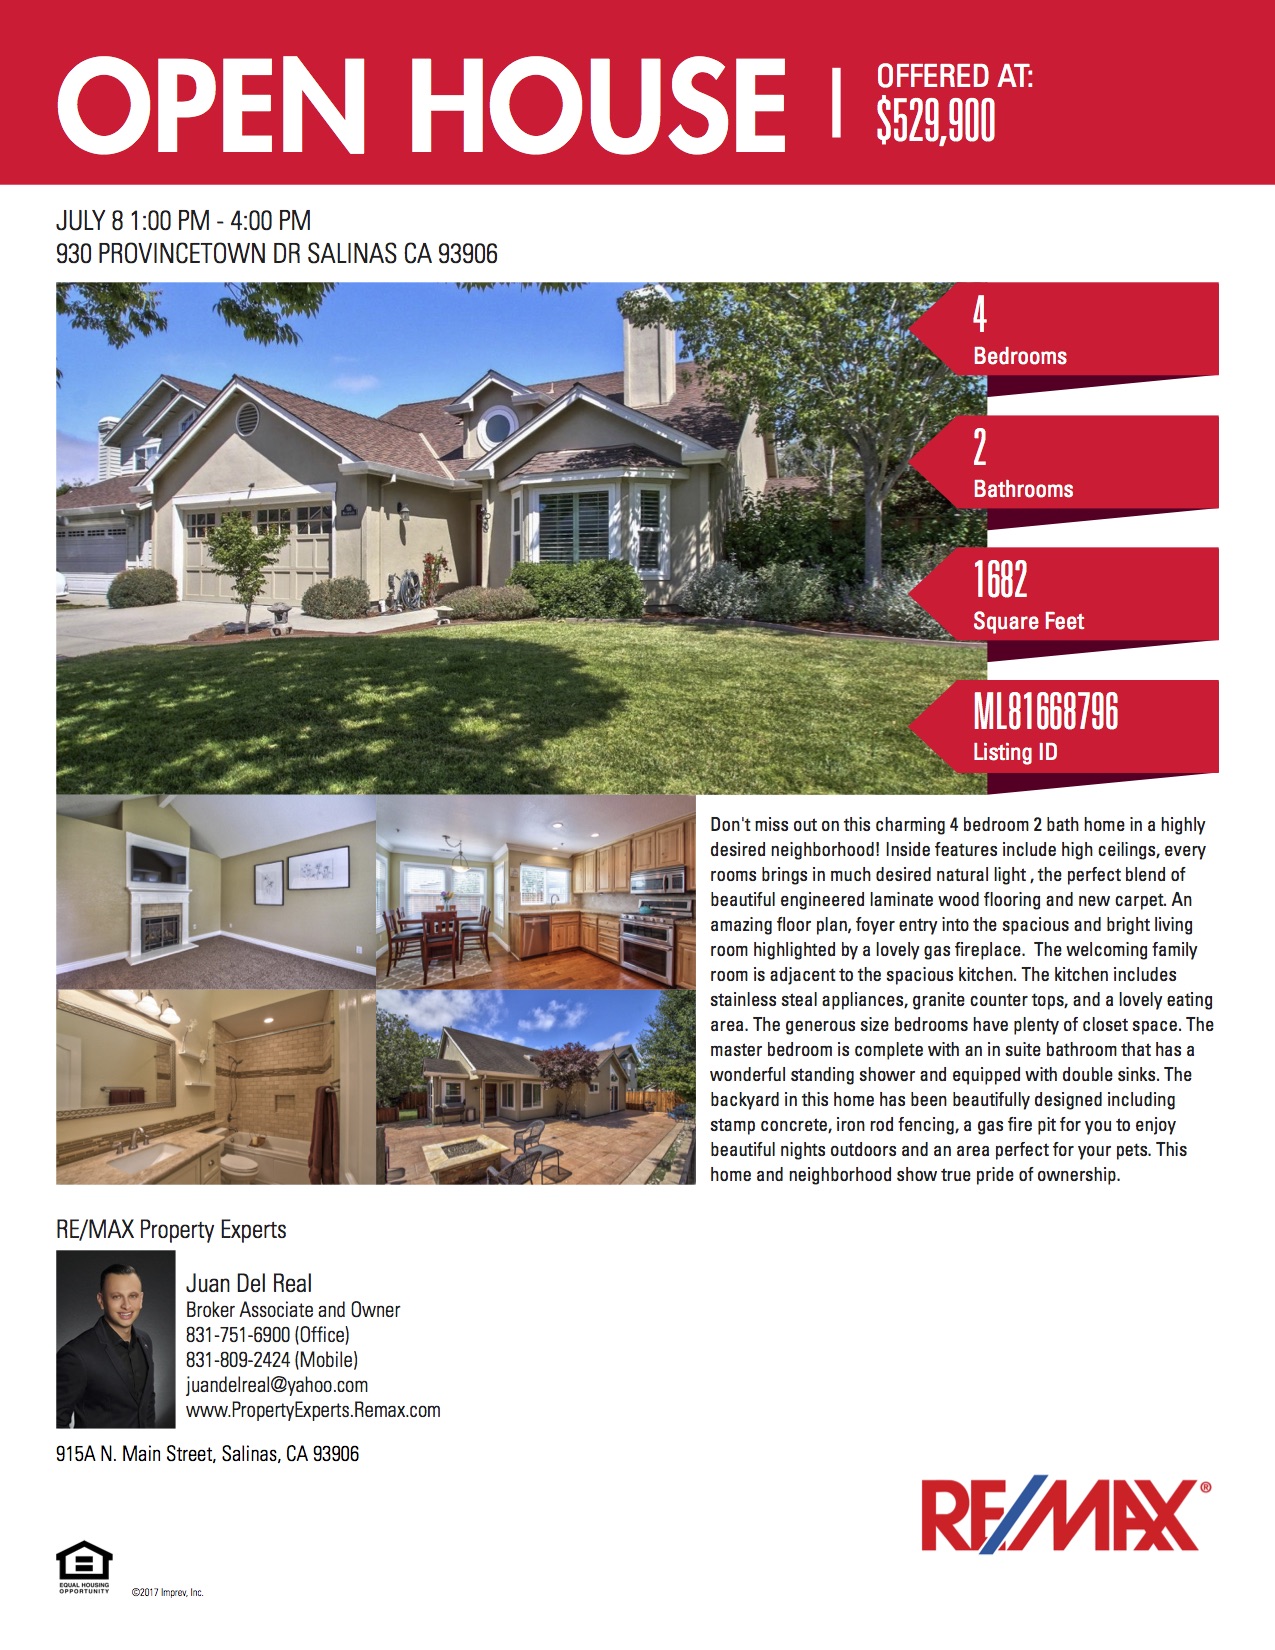 OPEN HOUSE
OFFERED AT:
$529,900
JULY 8 1:00 PM - 4:00 PM
930 PROVINCETOWN DR SALINAS CA 93906
4
Bedrooms
2
Bathrooms
1682
Square Feet
ML81668796
Listing ID
Don't miss out on this charming 4 bedroom 2 bath home in a highly
desired neighborhood! Inside features include high ceilings, every
rooms brings in much desired natural light , the perfect blend of
beautiful engineered laminate wood flooring and new carpet. An
amazing floor plan, foyer entry into the spacious and bright living
room highlighted by a lovely gas fireplace.  The welcoming family
room is adjacent to the spacious kitchen. The kitchen includes
stainless steal appliances, granite counter tops, and a lovely eating
area. The generous size bedrooms have plenty of closet space. The
master bedroom is complete with an in suite bathroom that has a
wonderful standing shower and equipped with double sinks. The
backyard in this home has been beautifully designed including
stamp concrete, iron rod fencing, a gas fire pit for you to enjoy
beautiful nights outdoors and an area perfect for your pets. This
home and neighborhood show true pride of ownership.
RE/MAX Property Experts
Juan Del Real
Broker Associate and Owner
831-751-6900 (Office)
831-809-2424 (Mobile)
juandelreal@yahoo.com
www.PropertyExperts.Remax.com
915A N. Main Street, Salinas, CA 93906
RE/MAX®
EQUAL HOUSING
OPPORTUNITY
©2017 Imprev, Inc.